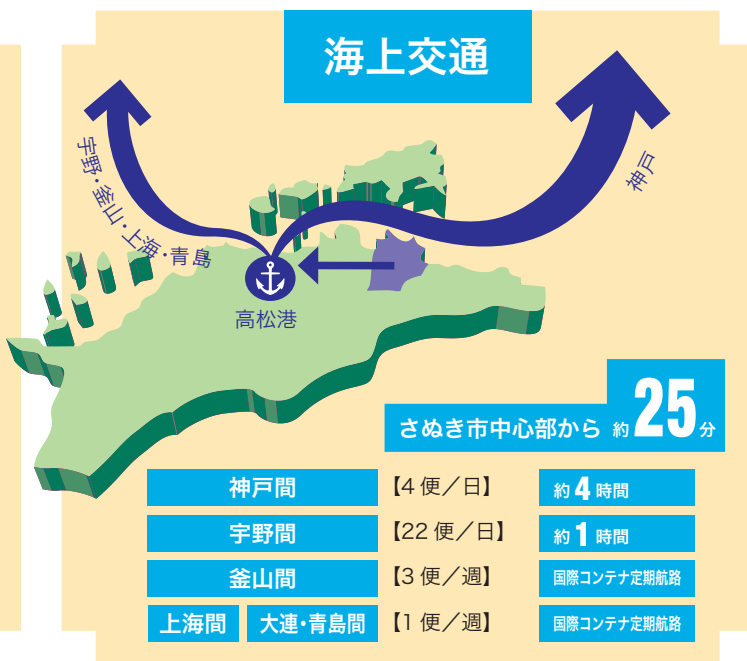 海上交通
宇野・釜山・上海・青島
神戸
高松港
さぬき市中心部から 約25分
神戸間 【4便／日】 約4時間
宇野間 【22便／日】 約1時間
釜山間 【3便／週】 国際コンテナ定期航路
上海間 大連・青島間 【1便／週】 国際コンテナ定期航路